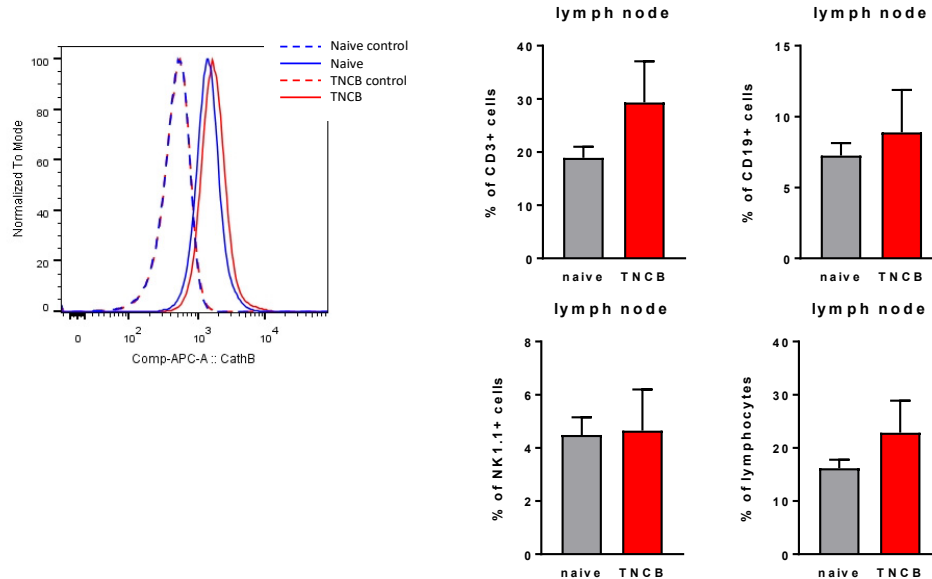 Naive control
Naive
TNCB control
TNCB
100
80
60
40
20
0
Normalized To Mode
0 10^2 10^3 10^4
Comp-APC-A :: CathB
lymph node
% of CD3+ cells
40
30
20
10
0
naive TNCB
lymph node
% of CD19+ cells
15
10
5
0
naive TNCB
lymph node
% of NK1.1+ cells
8
6
4
2
0
naive TNCB
lymph node
% of lymphocytes
40
30
20
10
0
naive TNCB